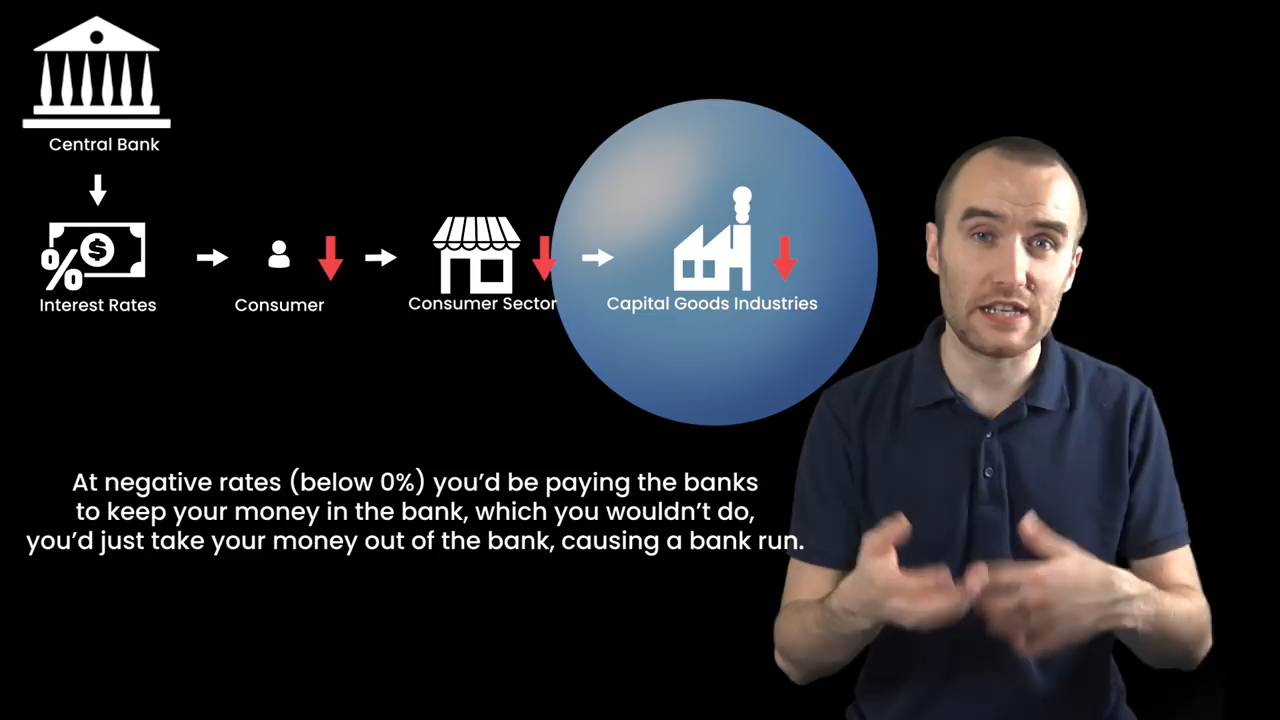 Central Bank
%
$
Interest Rates
Consumer
Consumer Sector
Capital Goods Industries
At negative rates (below 0%) you'd be paying the banks
to keep your money in the bank, which you wouldn't do,
you'd just take your money out of the bank, causing a bank run.